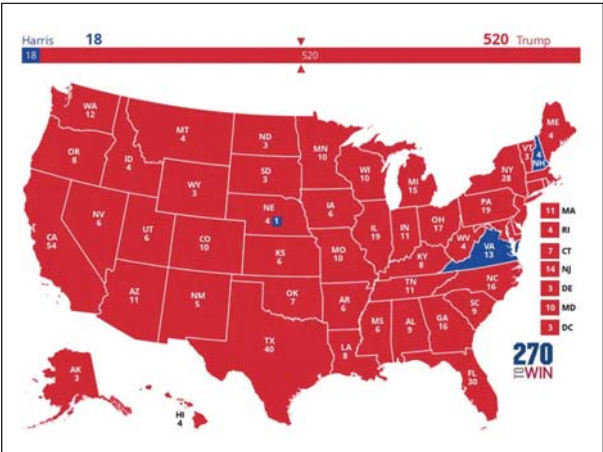 Harris 18 520 Trump
18 520
WA
12
OR
8
CA
54
NV
6
ID
4
MT
4
WY
3
UT
6
AZ
11
CO
10
NM
5
ND
3
SD
3
NE
4 1
KS
6
OK
7
TX
40
MN
10
IA
6
MO
10
AR
6
LA
8
WI
10
IL
19
MI
15
IN
11
OH
17
KY
8
TN
11
MS
6
AL
9
GA
16
FL
30
SC
9
NC
16
VA
13
WV
4
PA
19
NY
28
VT
3
4
NH
ME
4
11 MA
4 RI
7 CT
14 NJ
3 DE
10 MD
3 DC
AK
3
HI
4
270
TO WIN